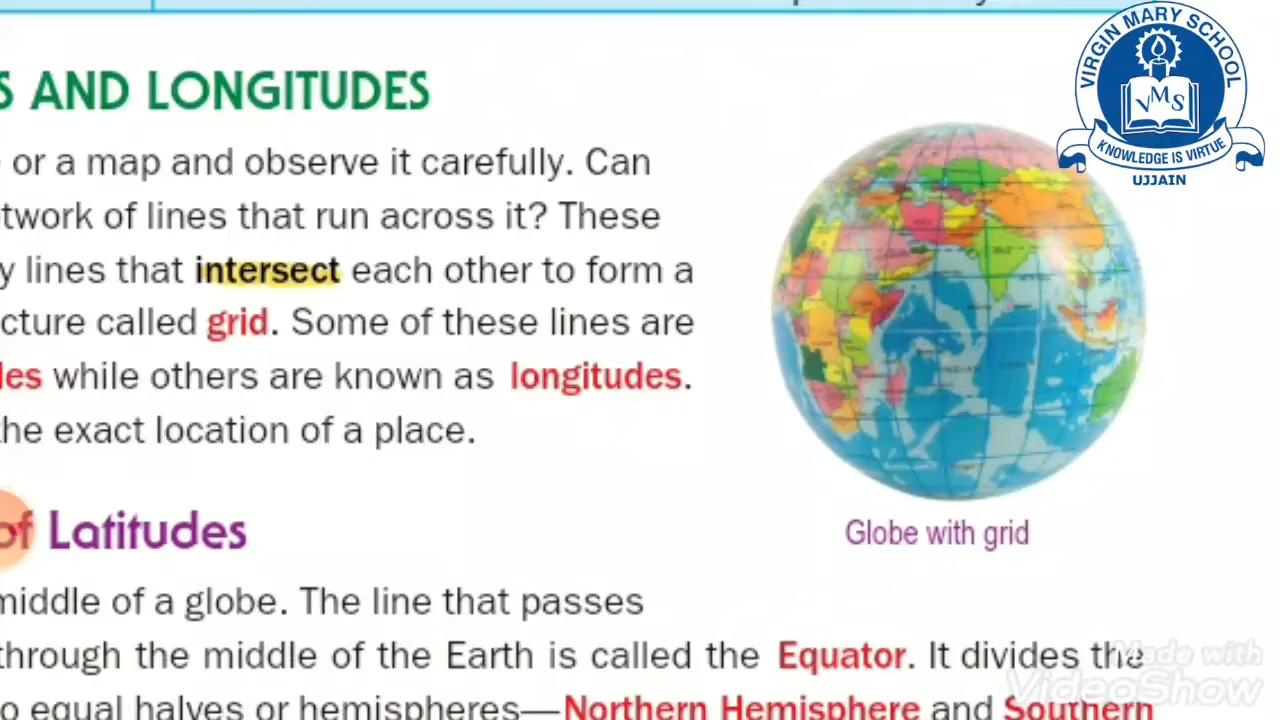 S AND LONGITUDES
or a map and observe it carefully. Can
twork of lines that run across it? These
y lines that intersect each other to form a
cture called grid. Some of these lines are
les while others are known as longitudes.
the exact location of a place.
of Latitudes
middle of a globe. The line that passes
through the middle of the Earth is called the Equator. It divides the
o equal halves or hemispheres—Northern Hemisphere and Southern
Globe with grid
VIRGIN MARY SCHOOL
VMS
KNOWLEDGE IS VIRTUE
UJJAIN
Made with
VideoShow